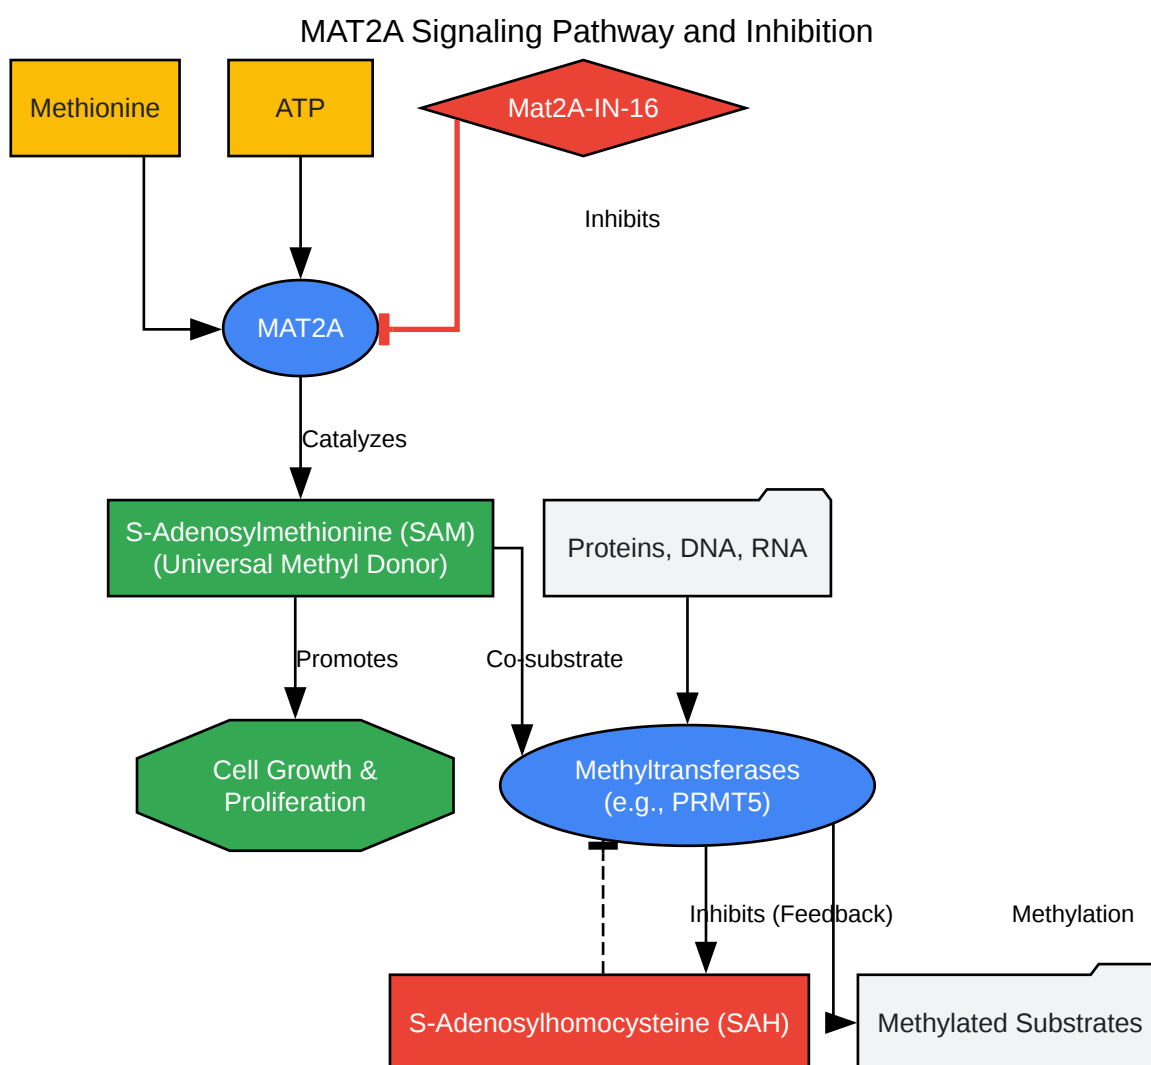 MAT2A Signaling Pathway and Inhibition
Methionine
ATP
Mat2A-IN-16
Inhibits
MAT2A
Catalyzes
S-Adenosylmethionine (SAM)
(Universal Methyl Donor)
Proteins, DNA, RNA
Promotes
Co-substrate
Cell Growth &
Proliferation
Methyltransferases
(e.g., PRMT5)
Inhibits (Feedback)
Methylation
S-Adenosylhomocysteine (SAH)
Methylated Substrates